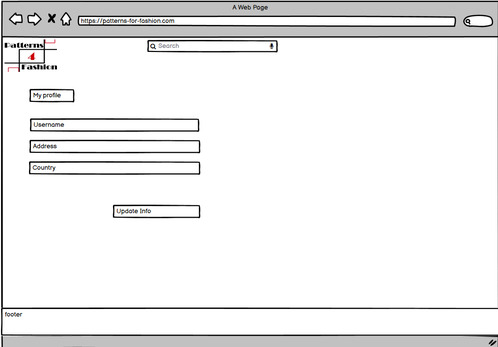 A Web Page
https://patterns-for-fashion.com
Patterns
4
Fashion
Search
My profile
Username
Address
Country
Update Info
footer